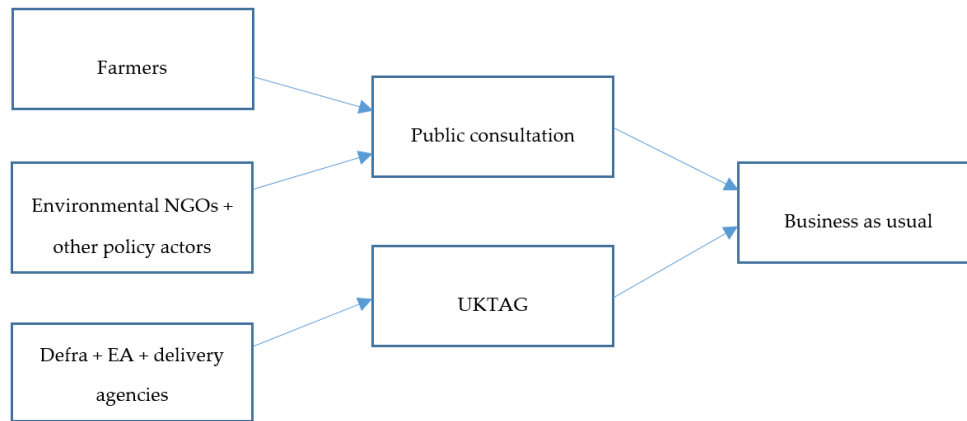 Farmers
Public consultation
Environmental NGOs +
other policy actors
Business as usual
UKTAG
Defra + EA + delivery
agencies